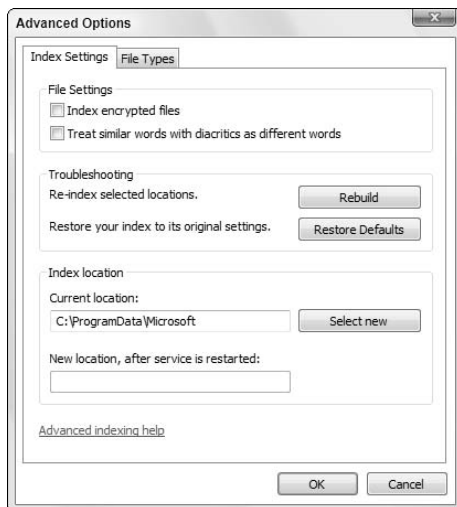 Advanced Options
Index Settings File Types
File Settings
Index encrypted files
Treat similar words with diacritics as different words
Troubleshooting
Re-index selected locations. Rebuild
Restore your index to its original settings. Restore Defaults
Index location
Current location:
C:\ProgramData\Microsoft Select new
New location, after service is restarted:
Advanced indexing help
OK Cancel